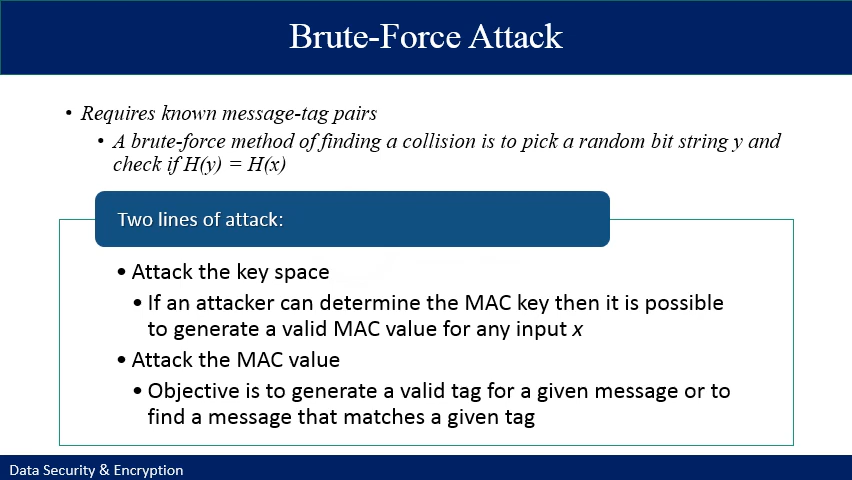 Brute-Force Attack
• Requires known message-tag pairs
• A brute-force method of finding a collision is to pick a random bit string y and
check if H(y) = H(x)
Two lines of attack:
• Attack the key space
• If an attacker can determine the MAC key then it is possible
to generate a valid MAC value for any input x
• Attack the MAC value
• Objective is to generate a valid tag for a given message or to
find a message that matches a given tag
Data Security & Encryption